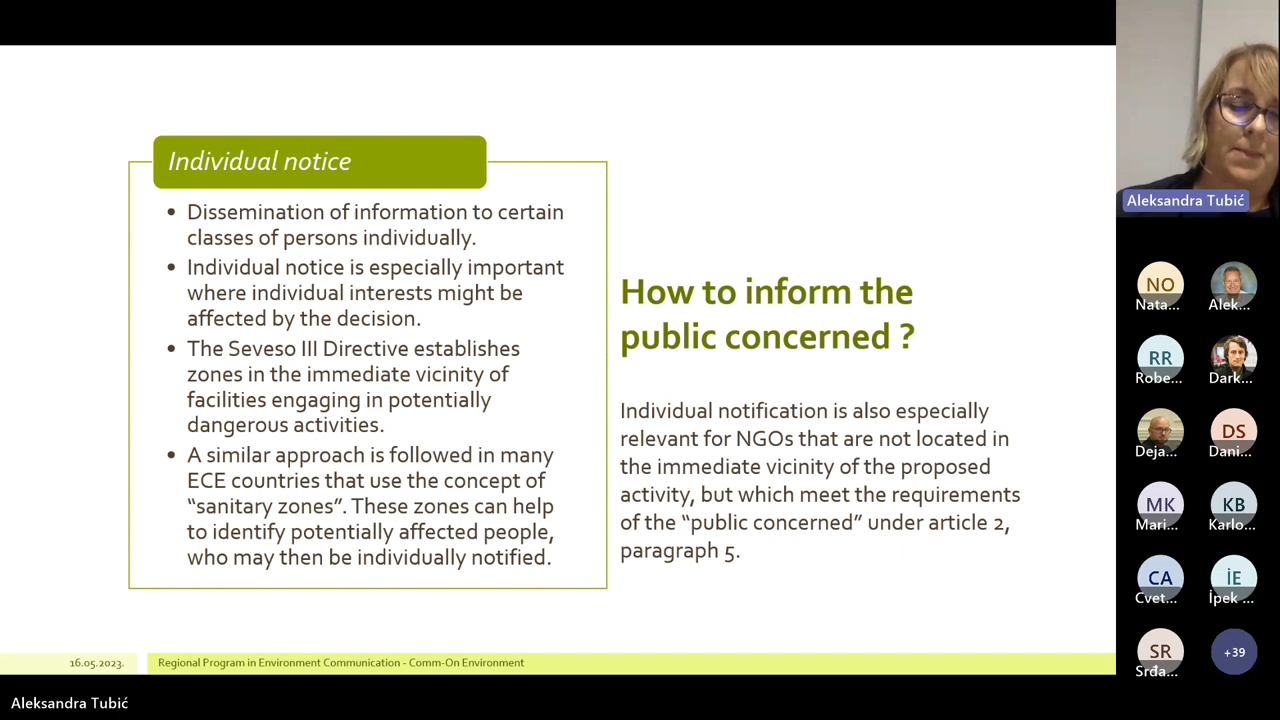 Individual notice
• Dissemination of information to certain
classes of persons individually.
• Individual notice is especially important
where individual interests might be
affected by the decision.
• The Seveso III Directive establishes
zones in the immediate vicinity of
facilities engaging in potentially
dangerous activities.
• A similar approach is followed in many
ECE countries that use the concept of
“sanitary zones”. These zones can help
to identify potentially affected people,
who may then be individually notified.
How to inform the
public concerned ?
Individual notification is also especially
relevant for NGOs that are not located in
the immediate vicinity of the proposed
activity, but which meet the requirements
of the “public concerned” under article 2,
paragraph 5.
16.05.2023.
Regional Program in Environment Communication - Comm-On Environment
Aleksandra Tubić
Aleksandra Tubić
NO
Nata...
Alek...
RR
Robe...
Dark...
Deja...
DS
Dani...
MK
Mari...
KB
Karlo...
CA
Cvet...
İE
İpek ...
SR
Srđa...
+39